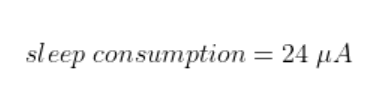 sleep consumption = 24 μA